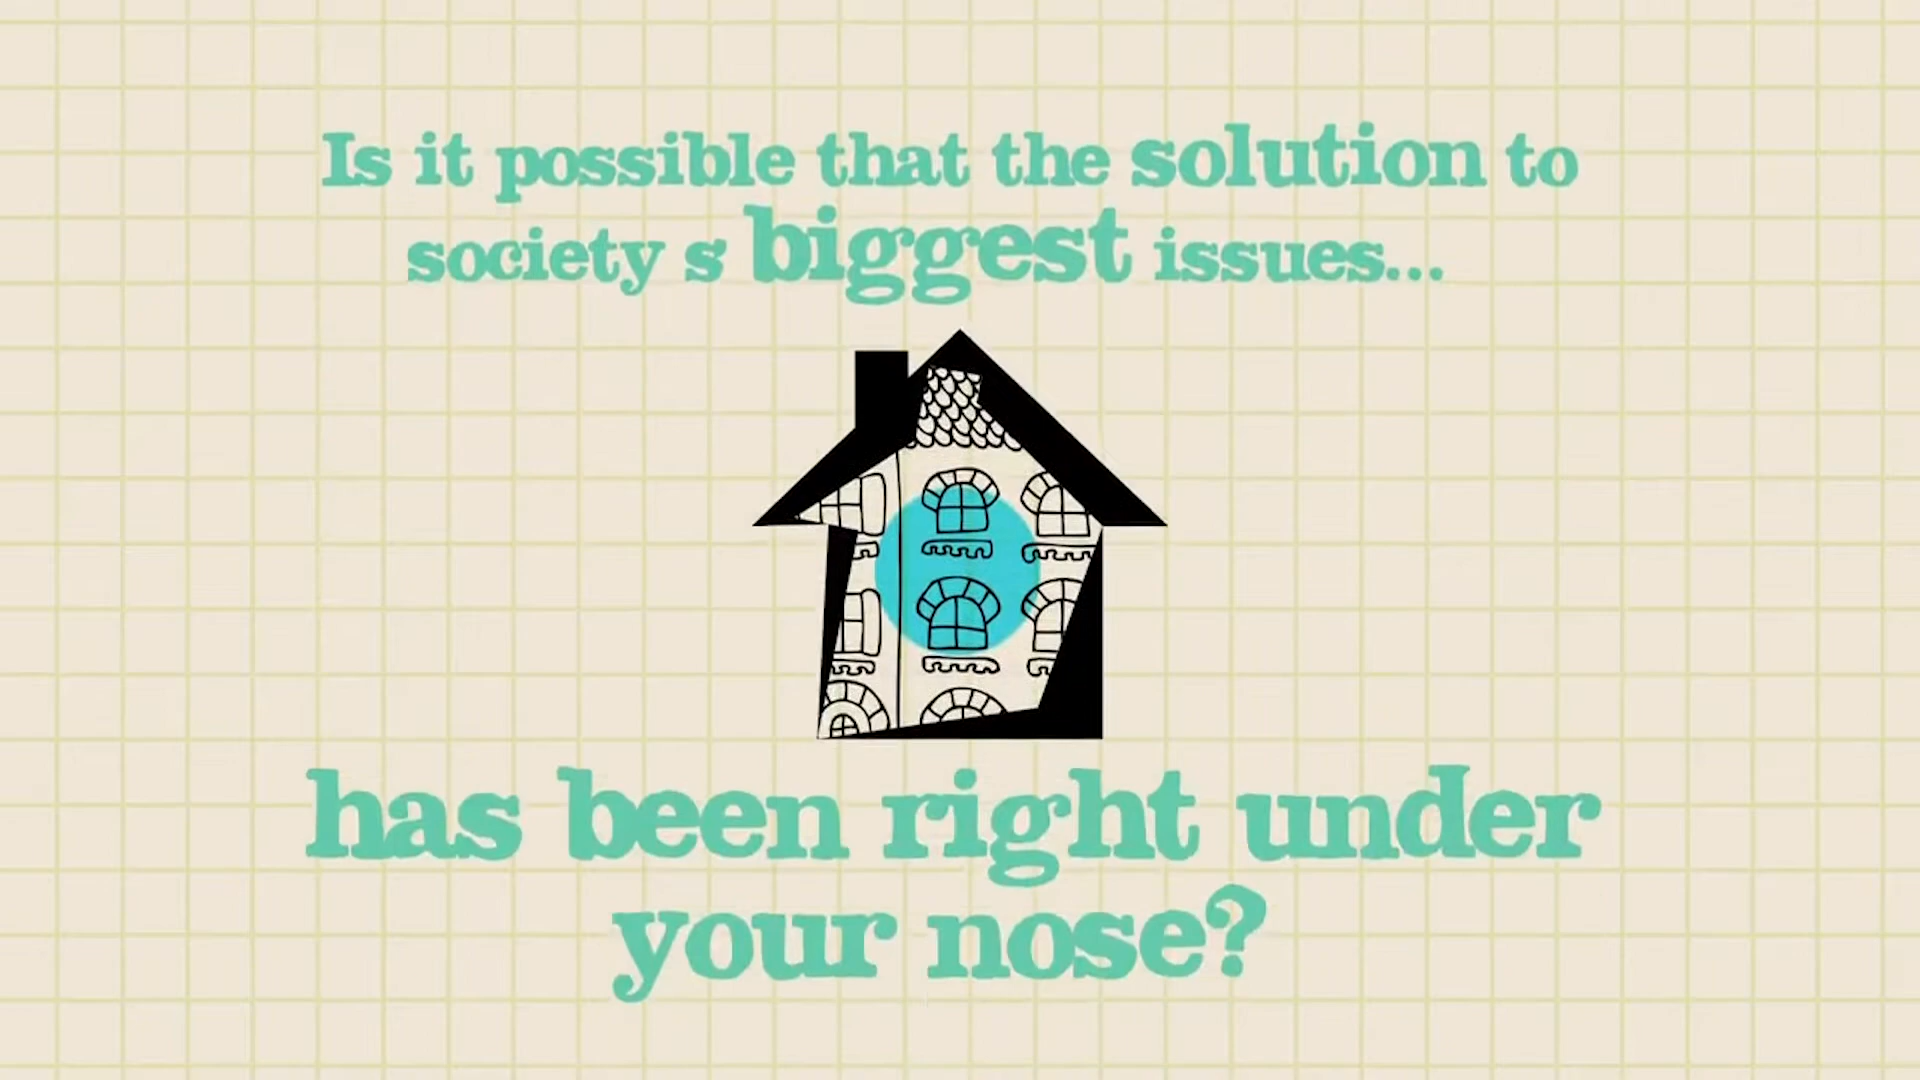 Is it possible that the solution to
society s biggest issues...
has been right under
your nose?